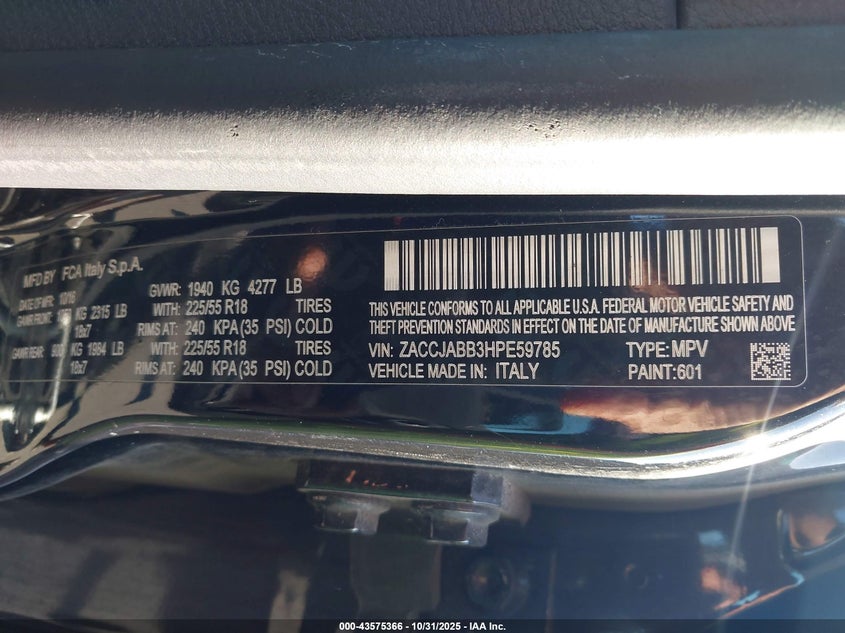 MFD BY FCA Italy S.p.A.
DATE OF MFR: 10/16 GVWR: 1940 KG 4277 LB
GAWR FRONT: KG 2315 LB WITH: 225/55 R18 TIRES
18x7 RIMS AT: 240 KPA (35 PSI) COLD
GAWR REAR: 900 KG 1984 LB WITH: 225/55 R18 TIRES
18x7 RIMS AT: 240 KPA (35 PSI) COLD
THIS VEHICLE CONFORMS TO ALL APPLICABLE U.S.A. FEDERAL MOTOR VEHICLE SAFETY AND
THEFT PREVENTION STANDARDS IN EFFECT ON THE DATE OF MANUFACTURE SHOWN ABOVE
VIN: ZACCJABB3HPE59785 TYPE: MPV
VEHICLE MADE IN: ITALY PAINT: 601
000-43575366 - 10/31/2025 - IAA Inc.